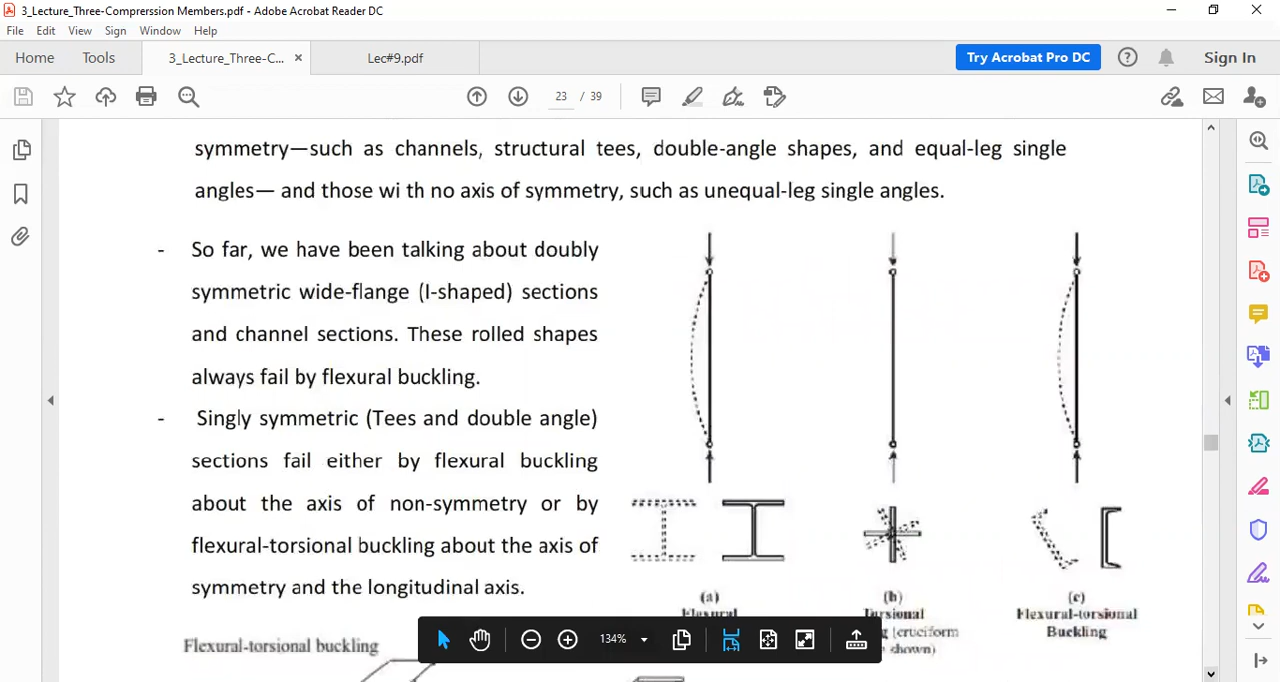 3_Lecture_Three-Comprerssion Members.pdf - Adobe Acrobat Reader DC
File Edit View Sign Window Help
Home Tools 3_Lecture_Three-C... × Lec#9.pdf Try Acrobat Pro DC ? Sign In
23 / 39
symmetry—such as channels, structural tees, double-angle shapes, and equal-leg single
angles— and those wi th no axis of symmetry, such as unequal-leg single angles.
- So far, we have been talking about doubly
symmetric wide-flange (I-shaped) sections
and channel sections. These rolled shapes
always fail by flexural buckling.
- Singly symmetric (Tees and double angle)
sections fail either by flexural buckling
about the axis of non-symmetry or by
flexural-torsional buckling about the axis of
symmetry and the longitudinal axis.
(a)
Flexural
(b)
Torsional
(cruciform
shown)
(c)
Flexural-torsional
Buckling
Flexural-torsional buckling
134%